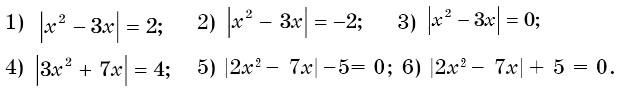 1) |x² − 3x| = 2; 2) |x² − 3x| = −2; 3) |x² − 3x| = 0;
4) |3x² + 7x| = 4; 5) |2x² − 7x| −5= 0; 6) |2x² − 7x| + 5 = 0.